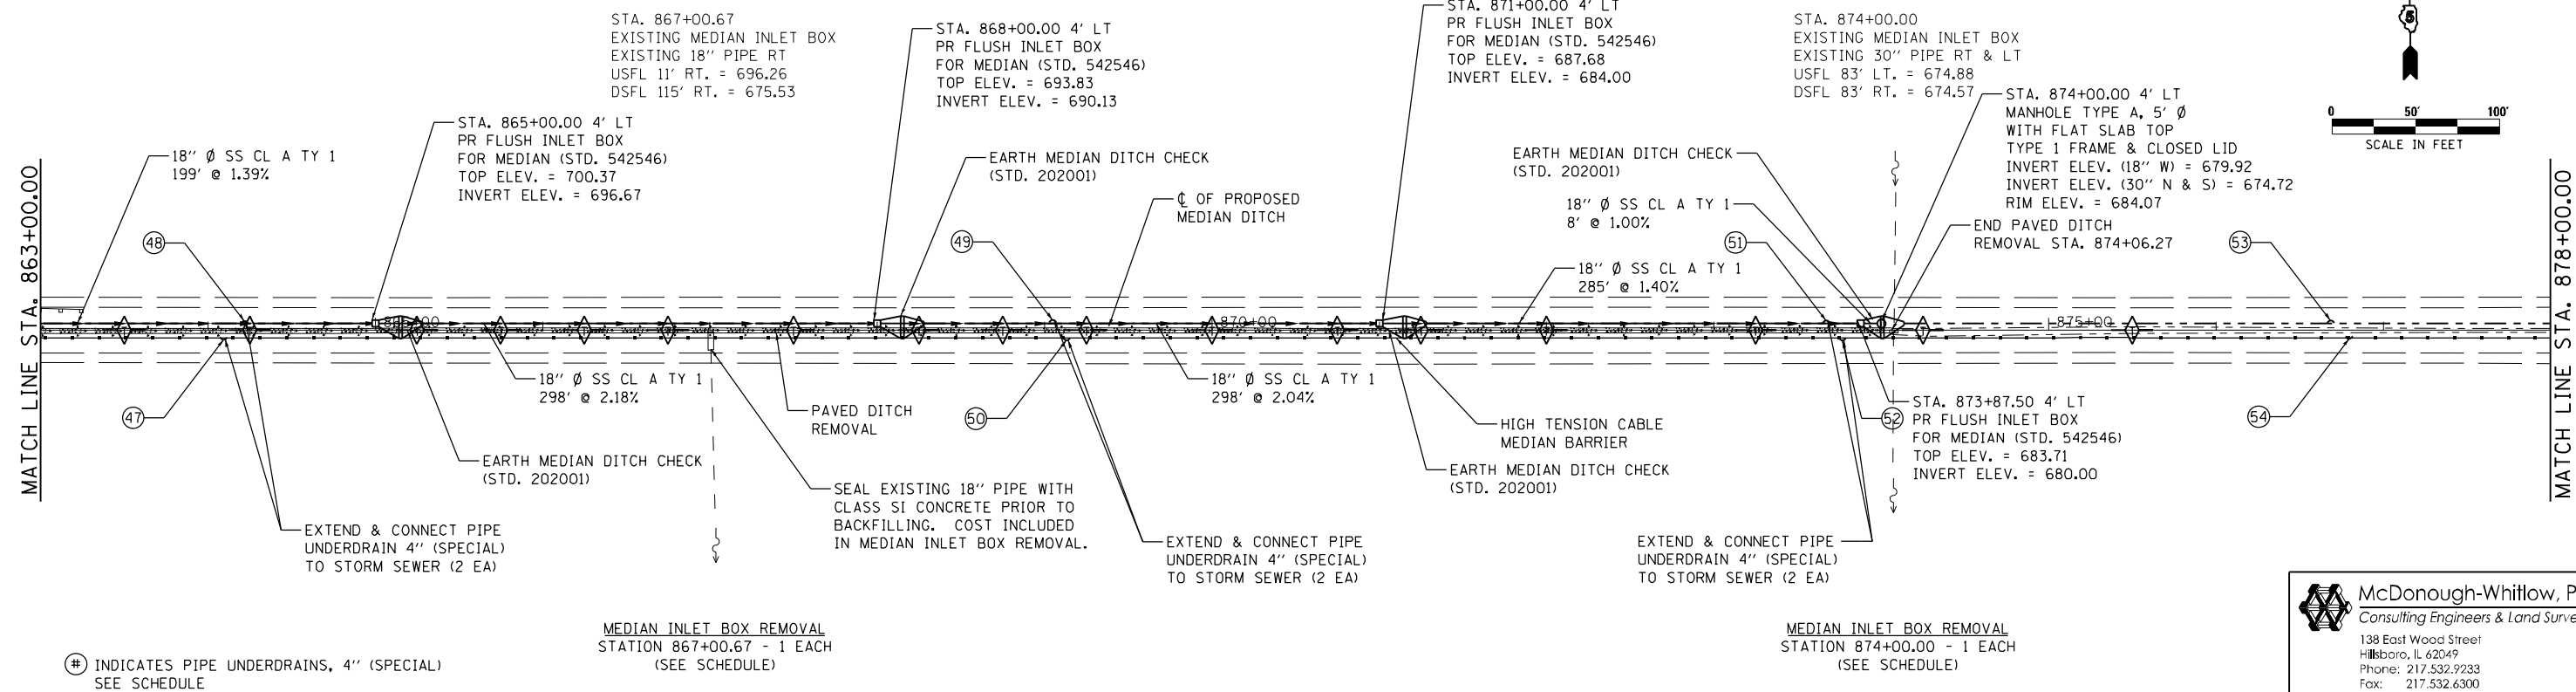 STA. 867+00.67
EXISTING MEDIAN INLET BOX
EXISTING 18'' PIPE RT
USFL 11' RT. = 696.26
DSFL 115' RT. = 675.53
STA. 868+00.00 4' LT
PR FLUSH INLET BOX
FOR MEDIAN (STD. 542546)
TOP ELEV. = 693.83
INVERT ELEV. = 690.13
STA. 871+00.00 4' LT
PR FLUSH INLET BOX
FOR MEDIAN (STD. 542546)
TOP ELEV. = 687.68
INVERT ELEV. = 684.00
STA. 874+00.00
EXISTING MEDIAN INLET BOX
EXISTING 30'' PIPE RT & LT
USFL 83' LT. = 674.88
DSFL 83' RT. = 674.57
STA. 874+00.00 4' LT
MANHOLE TYPE A, 5' Ø
WITH FLAT SLAB TOP
TYPE 1 FRAME & CLOSED LID
INVERT ELEV. (18'' W) = 679.92
INVERT ELEV. (30'' N & S) = 674.72
RIM ELEV. = 684.07
5
0 50' 100'
SCALE IN FEET
MATCH LINE STA. 863+00.00
18'' Ø SS CL A TY 1
199' @ 1.39%
STA. 865+00.00 4' LT
PR FLUSH INLET BOX
FOR MEDIAN (STD. 542546)
TOP ELEV. = 700.37
INVERT ELEV. = 696.67
EARTH MEDIAN DITCH CHECK
(STD. 202001)
℄ OF PROPOSED
MEDIAN DITCH
EARTH MEDIAN DITCH CHECK
(STD. 202001)
18'' Ø SS CL A TY 1
8' @ 1.00%
18'' Ø SS CL A TY 1
285' @ 1.40%
END PAVED DITCH
REMOVAL STA. 874+06.27
MATCH LINE STA. 878+00.00
48
49
51
53
870+00
875+00
47
50
52
54
18'' Ø SS CL A TY 1
298' @ 2.18%
PAVED DITCH
REMOVAL
18'' Ø SS CL A TY 1
298' @ 2.04%
HIGH TENSION CABLE
MEDIAN BARRIER
STA. 873+87.50 4' LT
PR FLUSH INLET BOX
FOR MEDIAN (STD. 542546)
TOP ELEV. = 683.71
INVERT ELEV. = 680.00
EARTH MEDIAN DITCH CHECK
(STD. 202001)
SEAL EXISTING 18'' PIPE WITH
CLASS SI CONCRETE PRIOR TO
BACKFILLING. COST INCLUDED
IN MEDIAN INLET BOX REMOVAL.
EARTH MEDIAN DITCH CHECK
(STD. 202001)
EXTEND & CONNECT PIPE
UNDERDRAIN 4'' (SPECIAL)
TO STORM SEWER (2 EA)
EXTEND & CONNECT PIPE
UNDERDRAIN 4'' (SPECIAL)
TO STORM SEWER (2 EA)
EXTEND & CONNECT PIPE
UNDERDRAIN 4'' (SPECIAL)
TO STORM SEWER (2 EA)
MEDIAN INLET BOX REMOVAL
STATION 867+00.67 - 1 EACH
(SEE SCHEDULE)
MEDIAN INLET BOX REMOVAL
STATION 874+00.00 - 1 EACH
(SEE SCHEDULE)
# INDICATES PIPE UNDERDRAINS, 4'' (SPECIAL)
SEE SCHEDULE
McDonough-Whitlow, P
Consulting Engineers & Land Surve
138 East Wood Street
Hillsboro, IL 62049
Phone: 217.532.9233
Fax: 217.532.6300